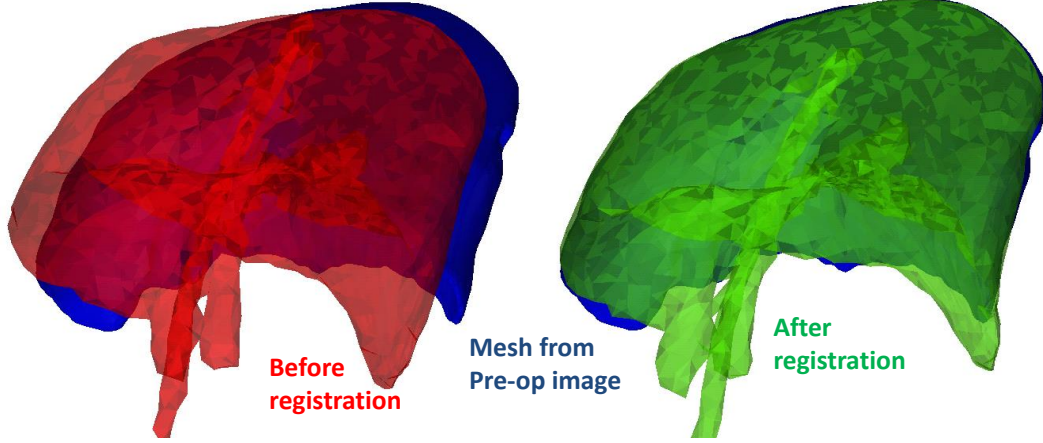 Before
registration
Mesh from
Pre-op image
After
registration